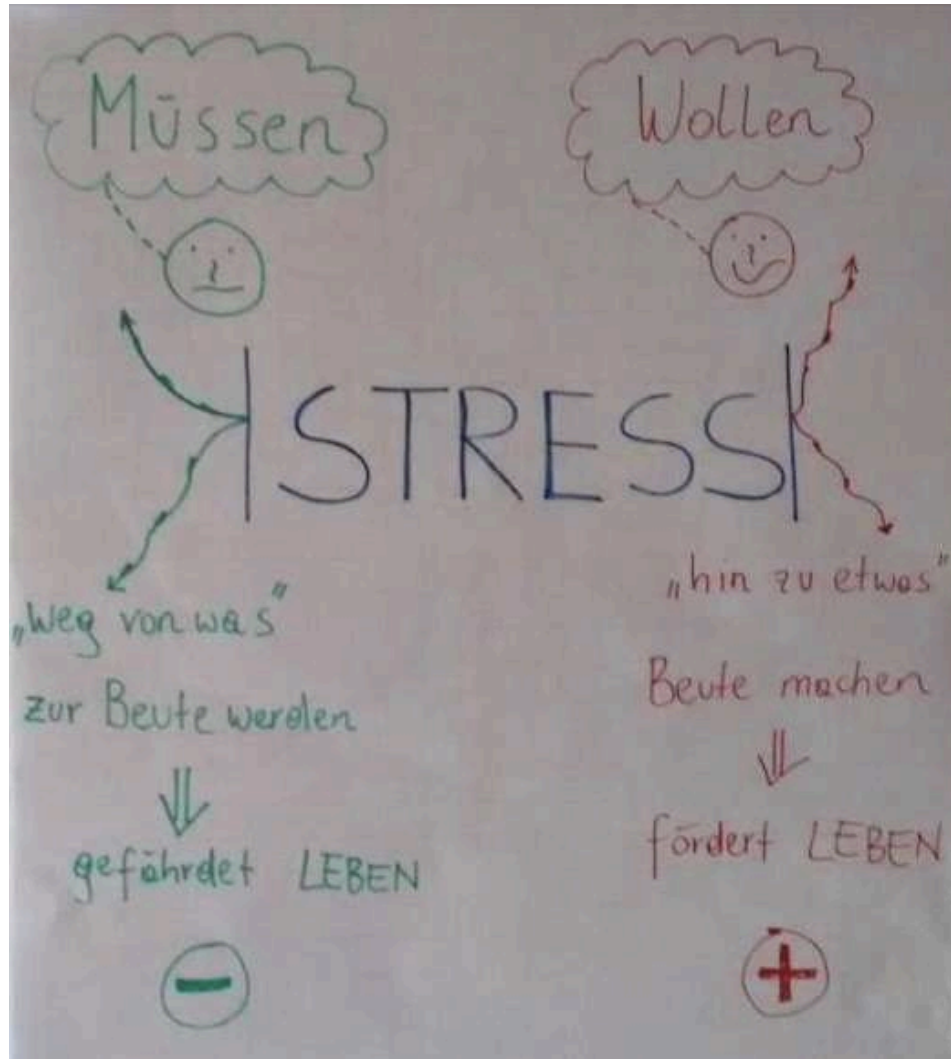 Müssen
Wollen
STRESS
„Weg von was"
zur Beute werden
gefährdet LEBEN
−
„hin zu etwas"
Beute machen
fördert LEBEN
+